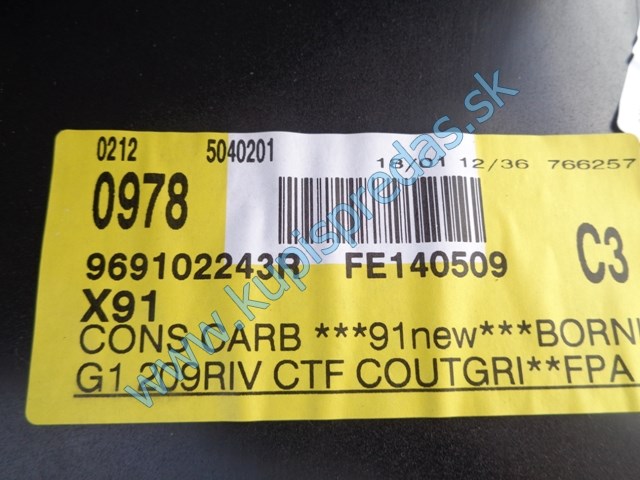 0212 5040201 18/01 12/36 766257
0978
969102243R FE140509 C3
X91
CONS CARB ***91new***BORN
G1 209RIV CTF COUTGRI**FPA
www.kupispredas.sk